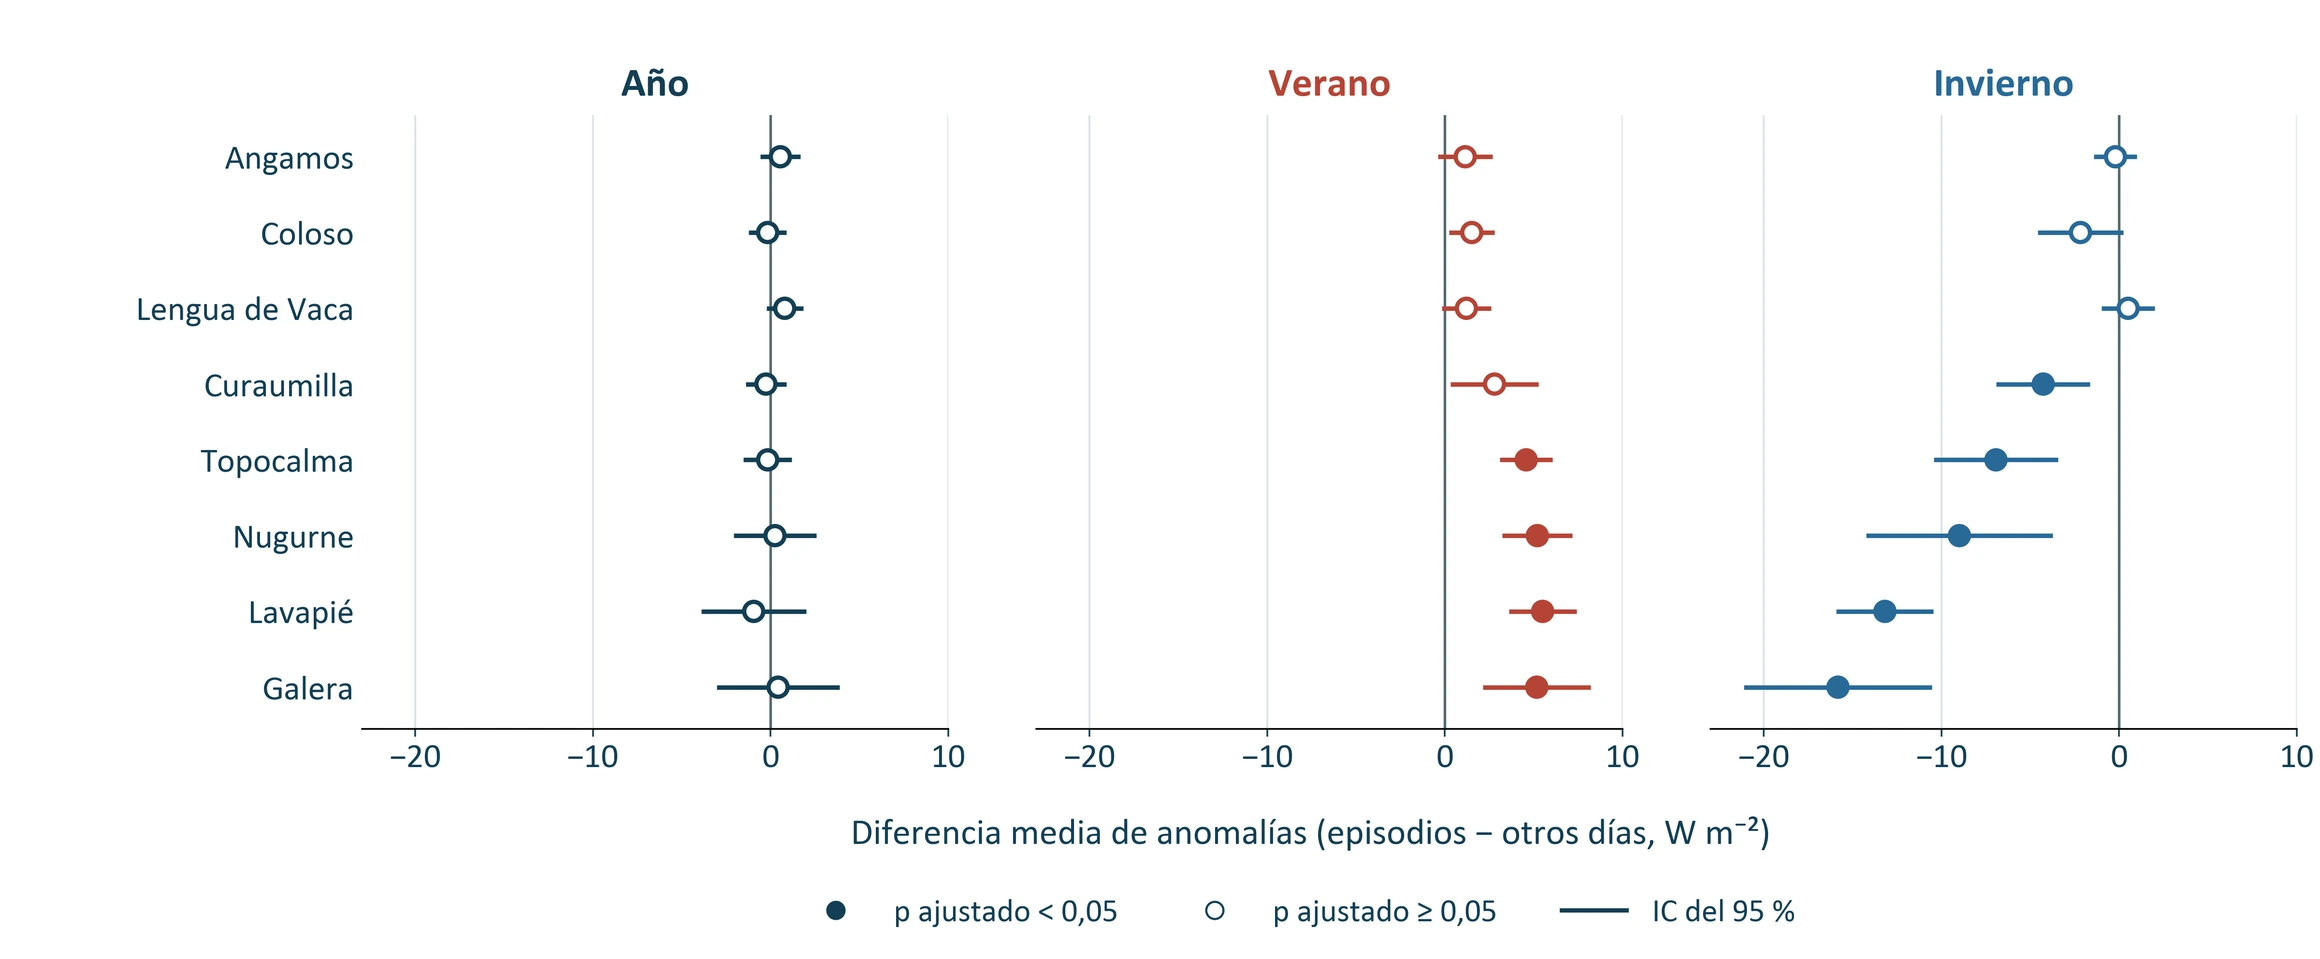 Año Verano Invierno
Angamos
Coloso
Lengua de Vaca
Curaumilla
Topocalma
Nugurne
Lavapié
Galera
−20 −10 0 10 −20 −10 0 10 −20 −10 0 10
Diferencia media de anomalías (episodios − otros días, W m⁻²)
p ajustado < 0,05 p ajustado ≥ 0,05 IC del 95 %